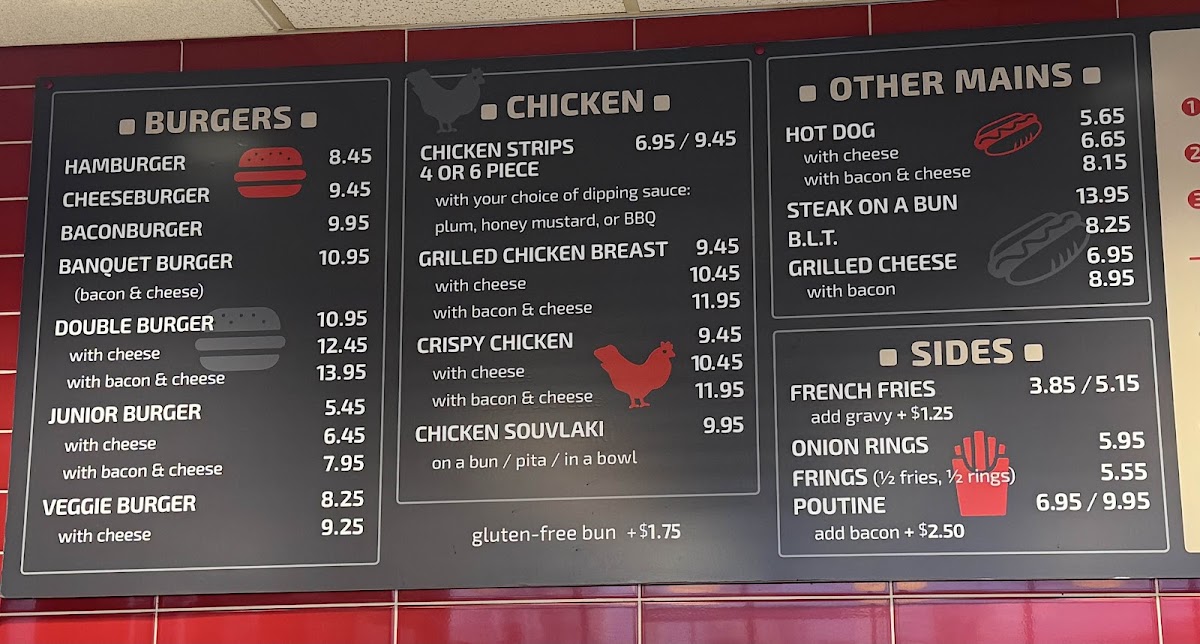 BURGERS
HAMBURGER 8.45
CHEESEBURGER 9.45
BACONBURGER 9.95
BANQUET BURGER 10.95
(bacon & cheese)
DOUBLE BURGER 10.95
with cheese 12.45
with bacon & cheese 13.95
JUNIOR BURGER 5.45
with cheese 6.45
with bacon & cheese 7.95
VEGGIE BURGER 8.25
with cheese 9.25
CHICKEN
CHICKEN STRIPS 6.95 / 9.45
4 OR 6 PIECE
with your choice of dipping sauce:
plum, honey mustard, or BBQ
GRILLED CHICKEN BREAST 9.45
with cheese 10.45
with bacon & cheese 11.95
CRISPY CHICKEN 9.45
with cheese 10.45
with bacon & cheese 11.95
CHICKEN SOUVLAKI 9.95
on a bun / pita / in a bowl
gluten-free bun +$1.75
OTHER MAINS
HOT DOG 5.65
with cheese 6.65
with bacon & cheese 8.15
STEAK ON A BUN 13.95
B.L.T. 8.25
GRILLED CHEESE 6.95
with bacon 8.95
SIDES
FRENCH FRIES 3.85 / 5.15
add gravy + $1.25
ONION RINGS 5.95
FRINGS (½ fries, ½ rings) 5.55
POUTINE 6.95 / 9.95
add bacon + $2.50
1
2
3